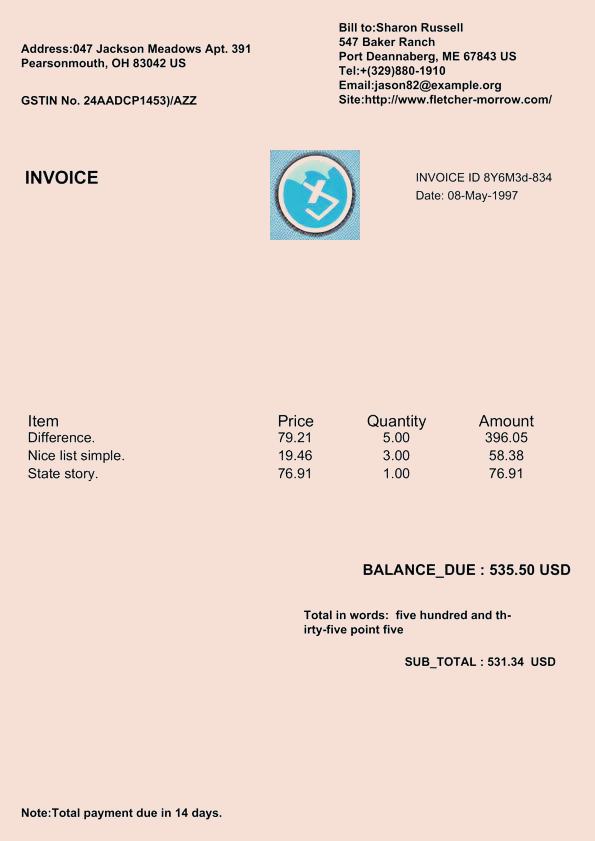 Address:047 Jackson Meadows Apt. 391
Pearsonmouth, OH 83042 US
GSTIN No. 24AADCP1453)/AZZ
Bill to:Sharon Russell
547 Baker Ranch
Port Deannaberg, ME 67843 US
Tel:+(329)880-1910
Email:jason82@example.org
Site:http://www.fletcher-morrow.com/
INVOICE
INVOICE ID 8Y6M3d-834
Date: 08-May-1997
Item Price Quantity Amount
Difference. 79.21 5.00 396.05
Nice list simple. 19.46 3.00 58.38
State story. 76.91 1.00 76.91
BALANCE_DUE : 535.50 USD
Total in words: five hundred and th-
irty-five point five
SUB_TOTAL : 531.34 USD
Note:Total payment due in 14 days.